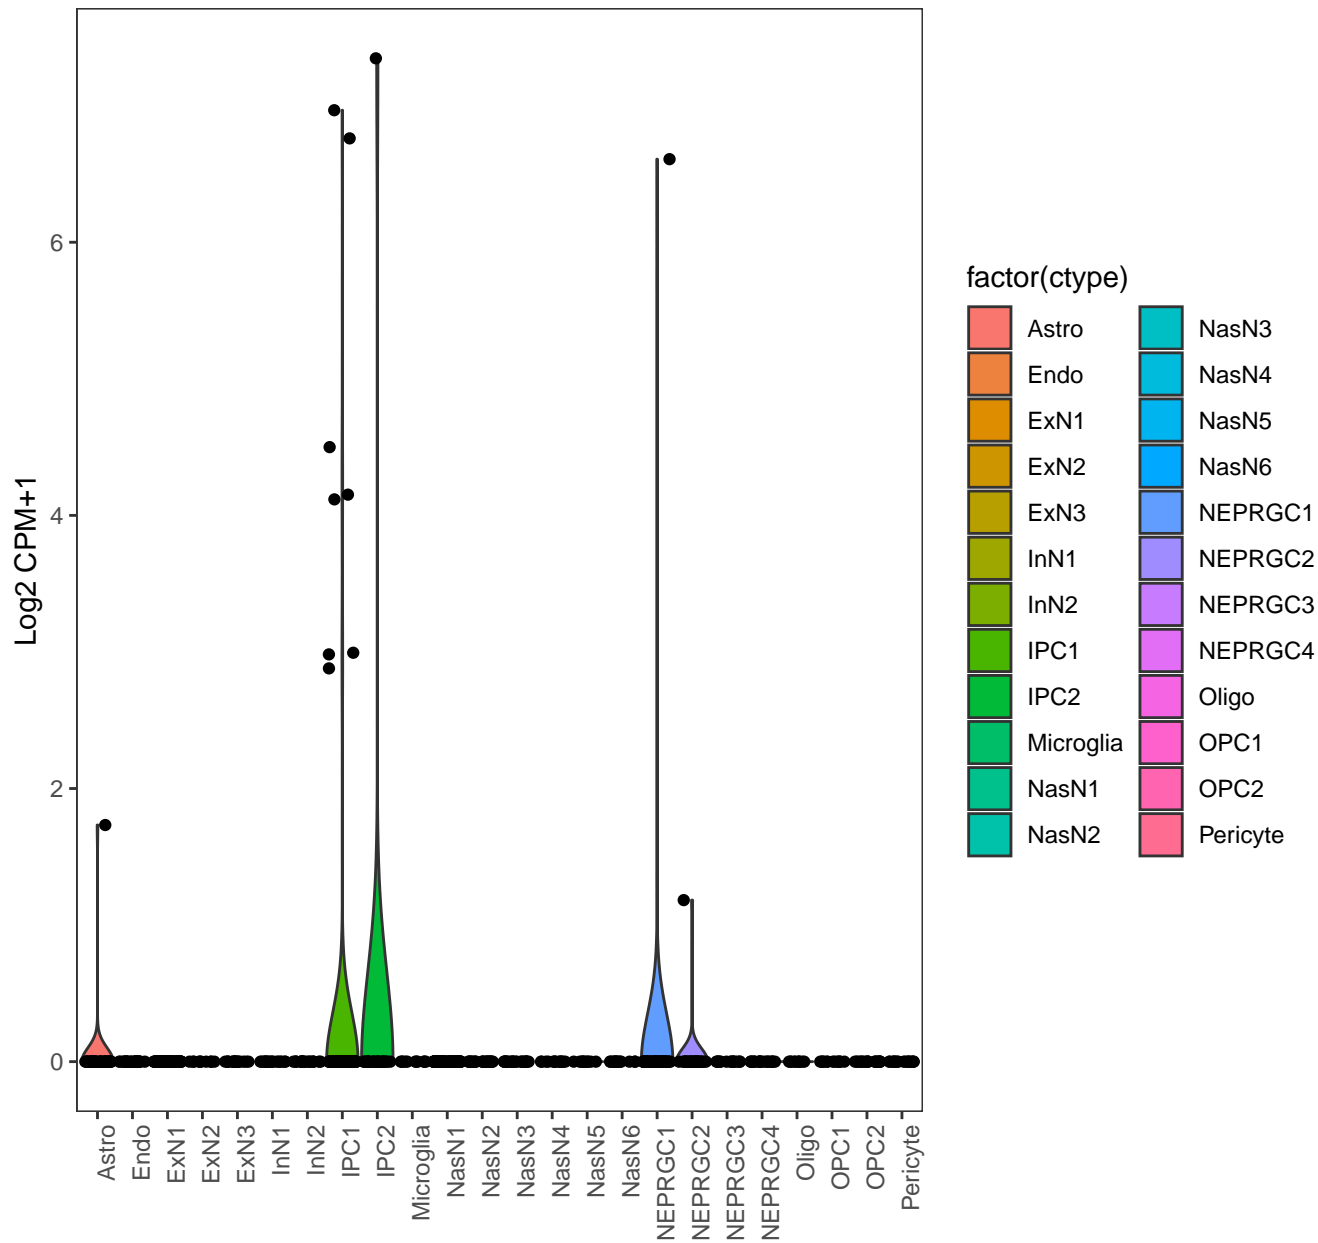 Log2 CPM+1
6
4
2
0
Astro
Endo
ExN1
ExN2
ExN3
InN1
InN2
IPC1
IPC2
Microglia
NasN1
NasN2
NasN3
NasN4
NasN5
NasN6
NEPRGC1
NEPRGC2
NEPRGC3
NEPRGC4
Oligo
OPC1
OPC2
Pericyte
factor(ctype)
Astro
Endo
ExN1
ExN2
ExN3
InN1
InN2
IPC1
IPC2
Microglia
NasN1
NasN2
NasN3
NasN4
NasN5
NasN6
NEPRGC1
NEPRGC2
NEPRGC3
NEPRGC4
Oligo
OPC1
OPC2
Pericyte